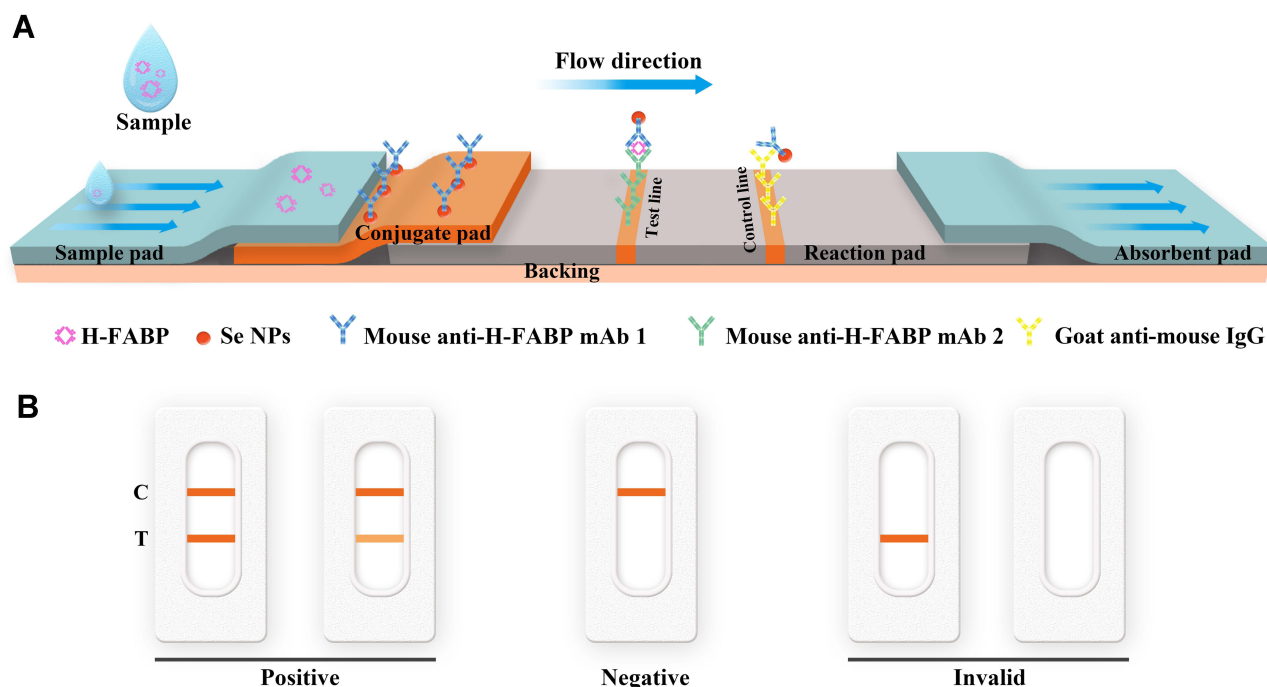 A
Sample
Flow direction
Test line
Control line
Sample pad
Conjugate pad
Reaction pad
Absorbent pad
Backing
H-FABP
Se NPs
Mouse anti-H-FABP mAb 1
Mouse anti-H-FABP mAb 2
Goat anti-mouse IgG
B
C
T
Positive
Negative
Invalid